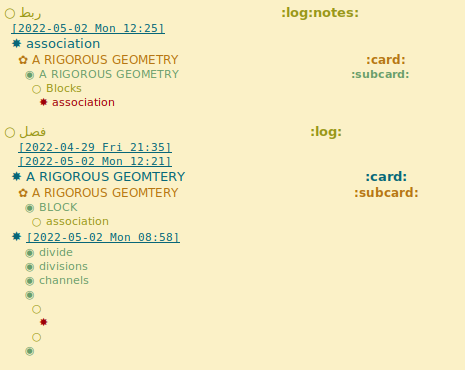 ربط :log:notes:
[2022-05-02 Mon 12:25]
association
A RIGOROUS GEOMETRY :card:
A RIGOROUS GEOMETRY :subcard:
Blocks
association
فصل :log:
[2022-04-29 Fri 21:35]
[2022-05-02 Mon 12:21]
A RIGOROUS GEOMTERY :card:
A RIGOROUS GEOMTERY :subcard:
BLOCK
association
[2022-05-02 Mon 08:58]
divide
divisions
channels